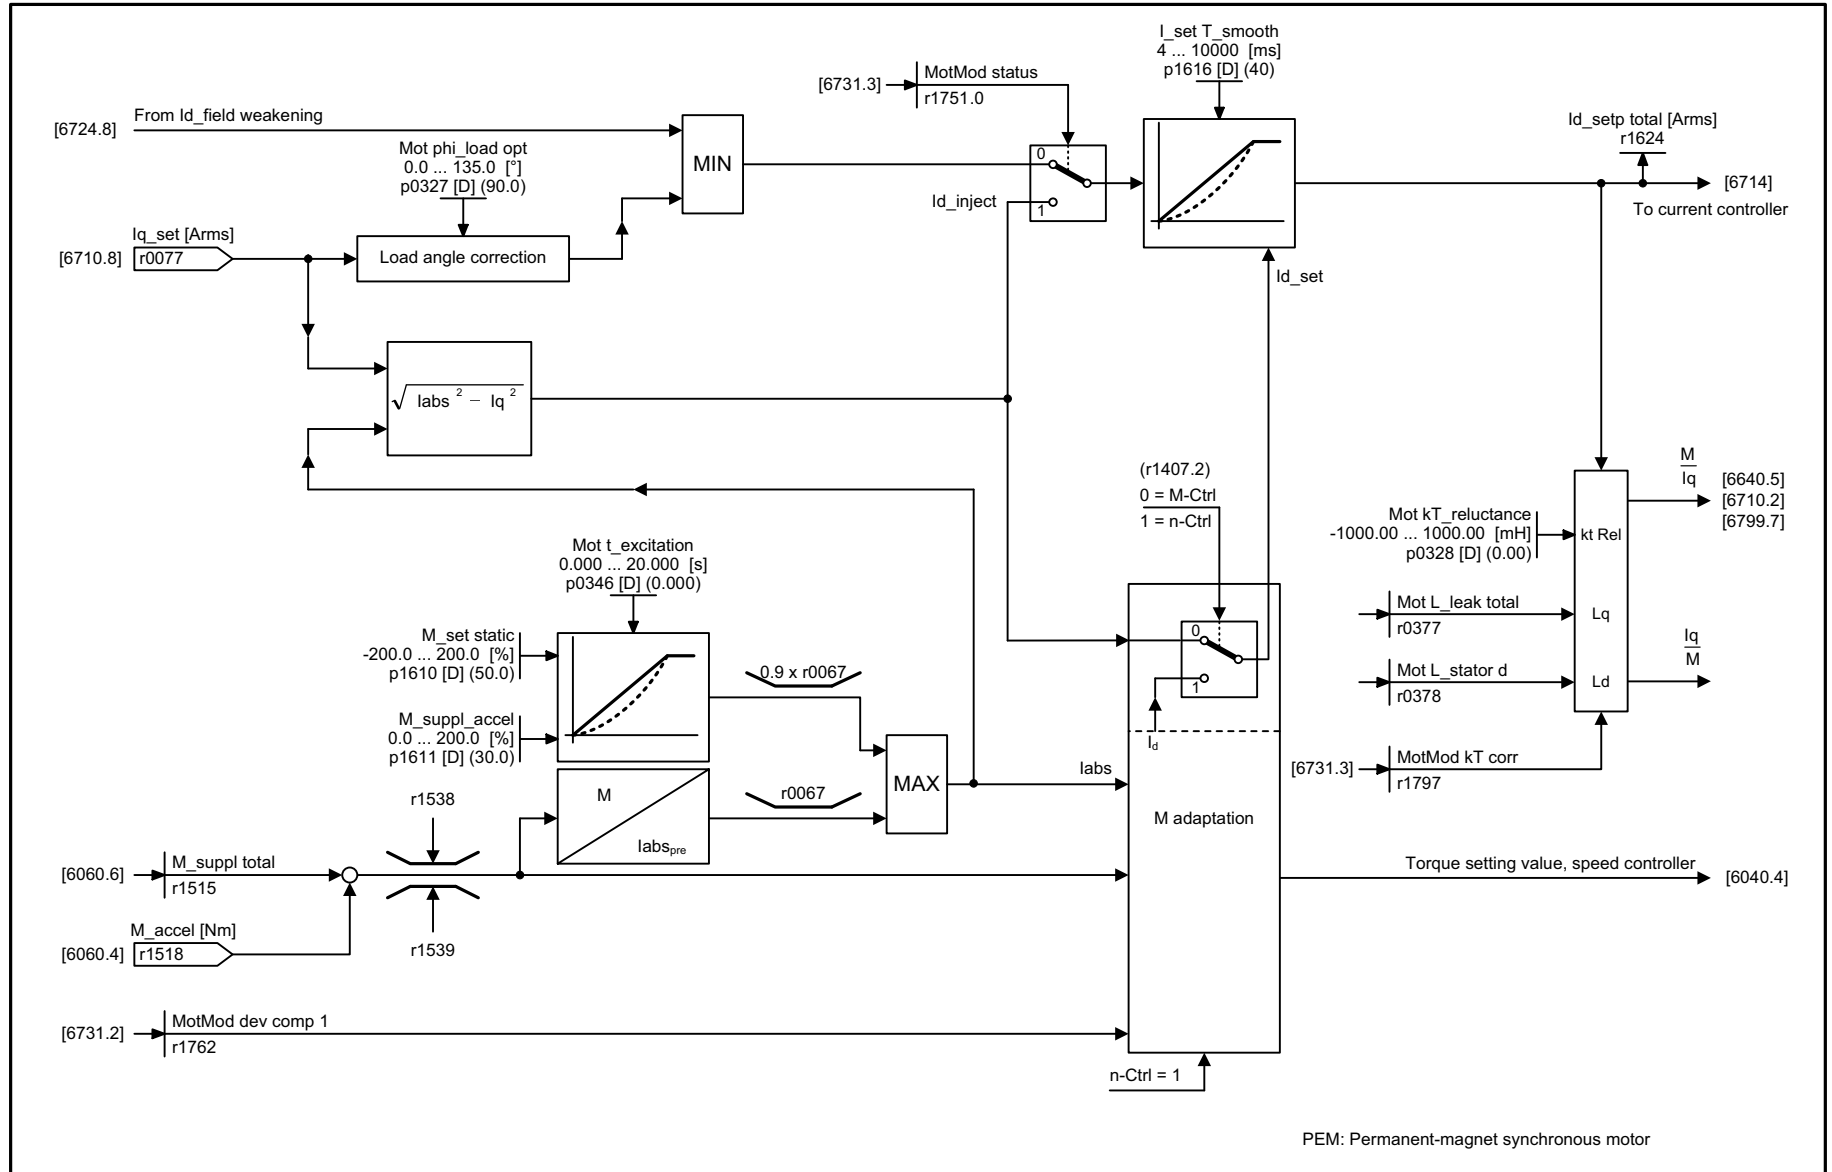 I_set T_smooth
4 ... 10000 [ms]
p1616 [D] (40)
[6731.3]
MotMod status
r1751.0
[6724.8]
From Id_field weakening
Mot phi_load opt
0.0 ... 135.0 [°]
p0327 [D] (90.0)
MIN
0
1
Id_inject
Id_setp total [Arms]
r1624
[6714]
To current controller
Iq_set [Arms]
[6710.8]
r0077
Load angle correction
Id_set
√ Iabs ² − Iq ²
(r1407.2)
0 = M-Ctrl
1 = n-Ctrl
M
Iq
[6640.5]
[6710.2]
[6799.7]
Mot kT_reluctance
-1000.00 ... 1000.00 [mH]
p0328 [D] (0.00)
kt Rel
Mot t_excitation
0.000 ... 20.000 [s]
p0346 [D] (0.000)
Mot L_leak total
r0377
Lq
M_set static
-200.0 ... 200.0 [%]
p1610 [D] (50.0)
0.9 x r0067
0
1
Iq
M
Mot L_stator d
r0378
Ld
M_suppl_accel
0.0 ... 200.0 [%]
p1611 [D] (30.0)
Id
[6731.3]
MotMod kT corr
r1797
M
Iabspre
r0067
MAX
Iabs
M adaptation
r1538
[6060.6]
M_suppl total
r1515
r1539
Torque setting value, speed controller
[6040.4]
M_accel [Nm]
[6060.4]
r1518
[6731.2]
MotMod dev comp 1
r1762
n-Ctrl = 1
PEM: Permanent-magnet synchronous motor